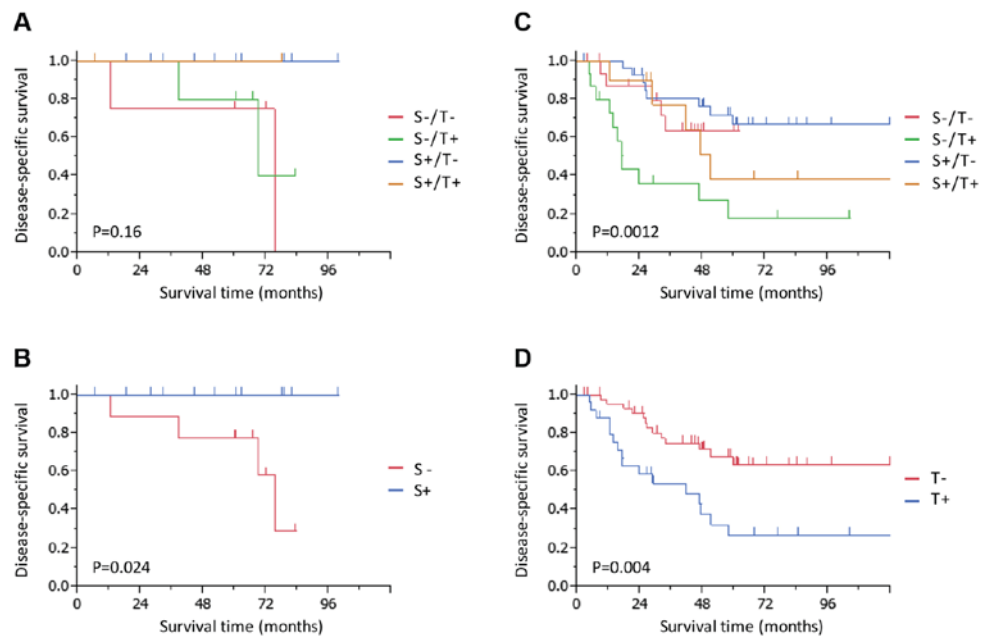 A
Disease-specific survival
1.0
0.8
0.6
0.4
0.2
0.0
P=0.16
0 24 48 72 96
Survival time (months)
S-/T-
S-/T+
S+/T-
S+/T+
C
Disease-specific survival
1.0
0.8
0.6
0.4
0.2
0.0
P=0.0012
0 24 48 72 96
Survival time (months)
S-/T-
S-/T+
S+/T-
S+/T+
B
Disease-specific survival
1.0
0.8
0.6
0.4
0.2
0.0
P=0.024
0 24 48 72 96
Survival time (months)
S -
S+
D
Disease-specific survival
1.0
0.8
0.6
0.4
0.2
0.0
P=0.004
0 24 48 72 96
Survival time (months)
T-
T+